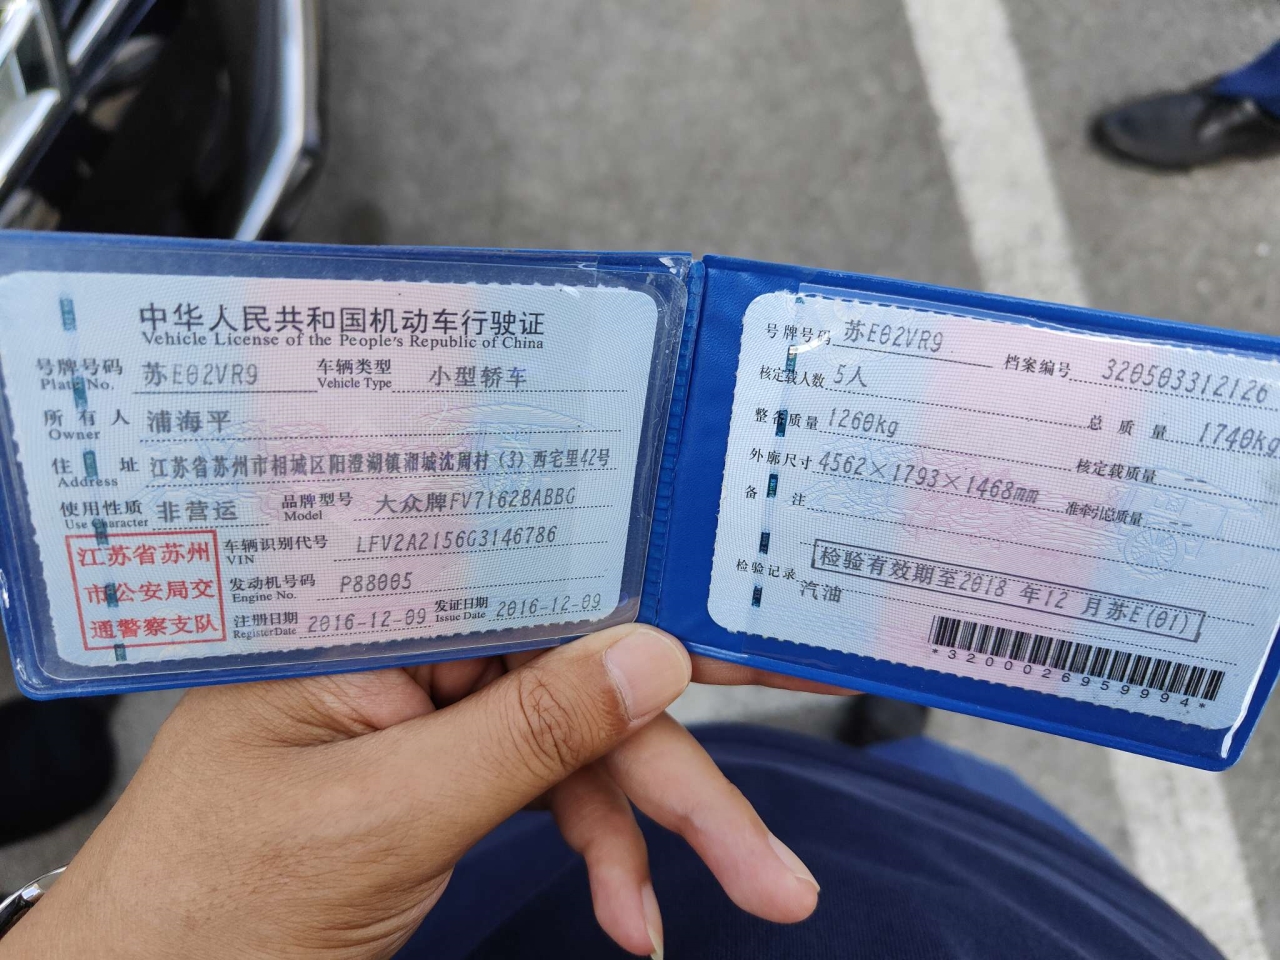 中华人民共和国机动车行驶证
Vehicle License of the People's Republic of China
号牌号码 苏E02VR9 车辆类型 小型轿车
Plate No. Vehicle Type
所有人 浦海平
Owner
住址 江苏省苏州市相城区阳澄湖镇湘城沈周村(3)西宅里42号
Address
使用性质 非营运 品牌型号 大众牌FV7162BABBG
Use Character Model
江苏省苏州
市公安局交
通警察支队
车辆识别代号 LFV2A2156G3146786
VIN
发动机号码 P88005
Engine No.
注册日期 2016-12-09 发证日期 2016-12-09
Register Date Issue Date
号牌号码 苏E02VR9 档案编号 320503312126
核定载人数 5人 总质量 1740kg
整备质量 1260kg 核定载质量 --
外廓尺寸 4562×1793×1468mm 准牵引总质量 --
备注
检验有效期至2018年12月苏E(01)
检验记录
汽油
*3200026959994*